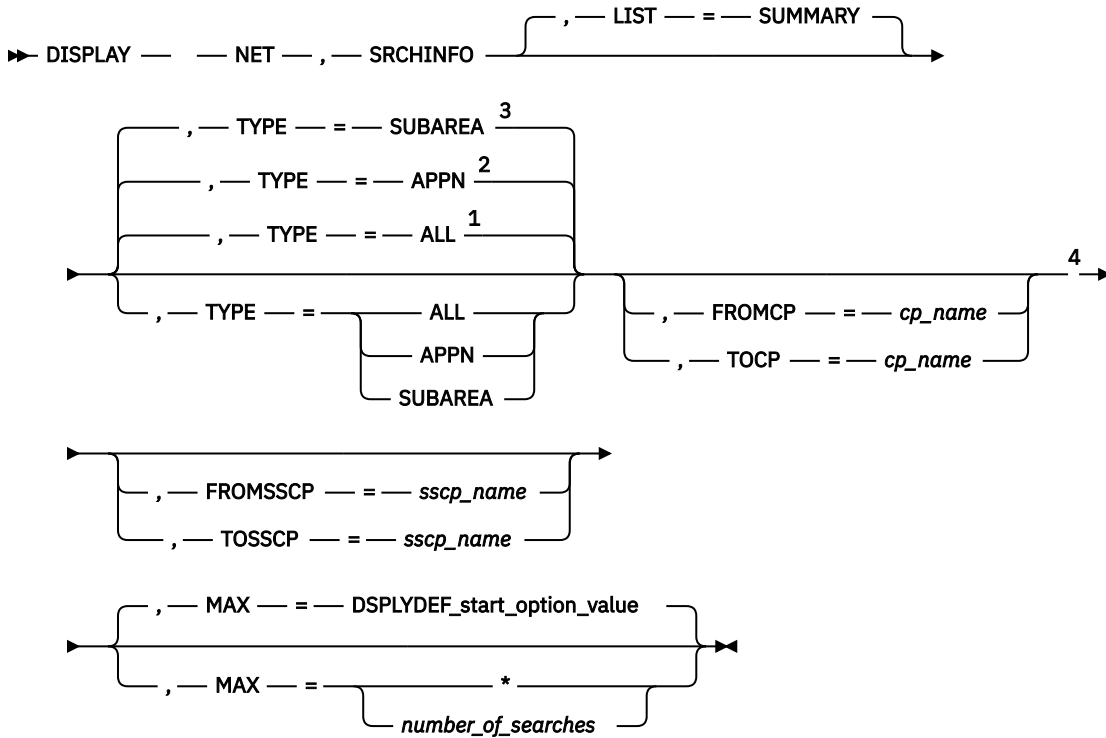 , LIST = SUMMARY
DISPLAY NET , SRCHINFO
, TYPE = SUBAREA 3
, TYPE = APPN 2
, TYPE = ALL 1
4
, TYPE = ALL
APPN
SUBAREA
, FROMCP = cp_name
, TOCP = cp_name
, FROMSSCP = sscp_name
, TOSSCP = sscp_name
, MAX = DSPLYDEF_start_option_value
, MAX = *
number_of_searches